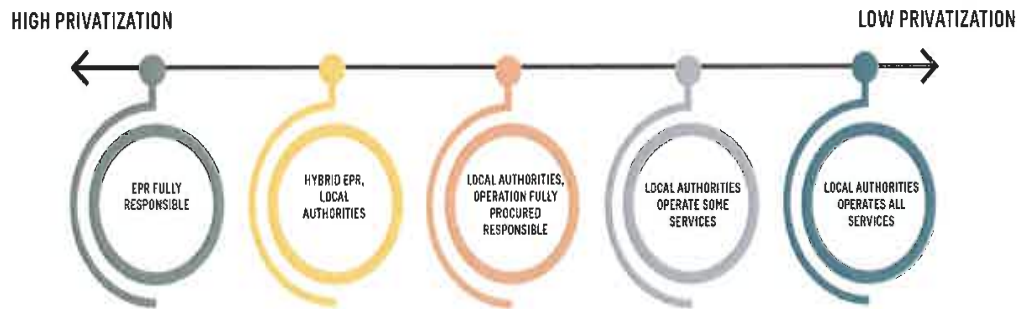 HIGH PRIVATIZATION
LOW PRIVATIZATION
EPR FULLY
RESPONSIBLE
HYBRID EPR,
LOCAL
AUTHORITIES
LOCAL AUTHORITIES,
OPERATION FULLY
PROCURED
RESPONSIBLE
LOCAL AUTHORITIES
OPERATE SOME
SERVICES
LOCAL AUTHORITIES
OPERATES ALL
SERVICES